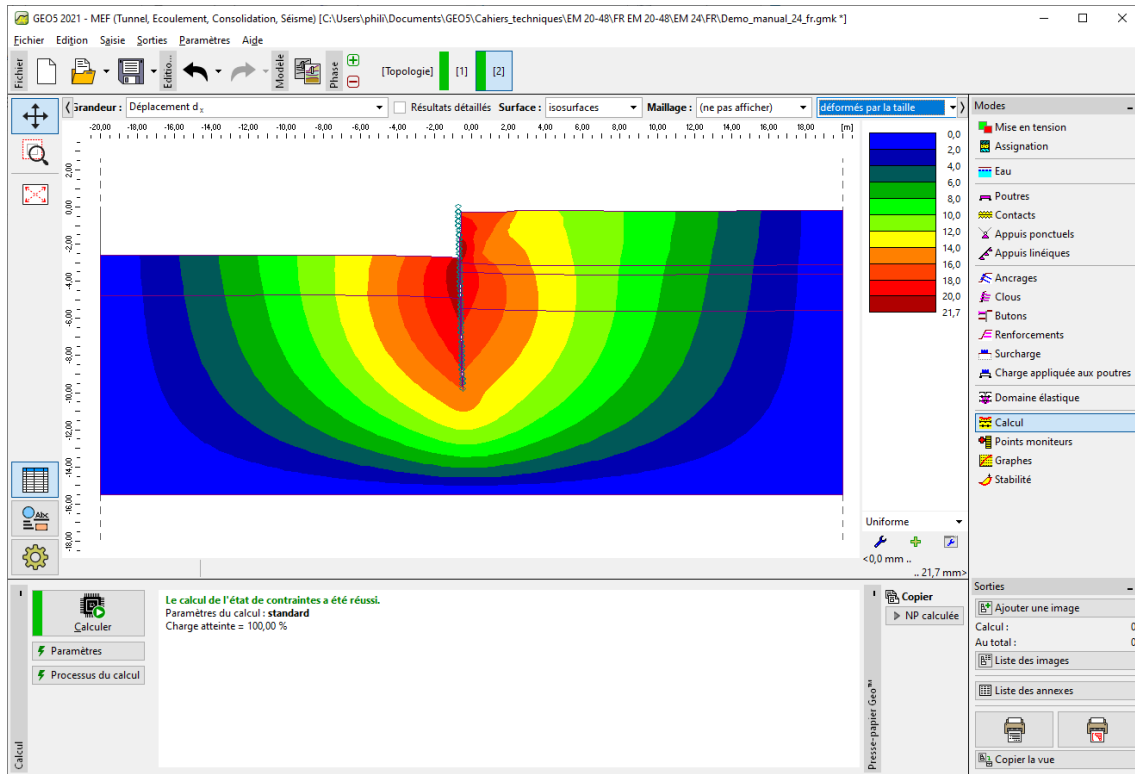 GEO5 2021 - MEF (Tunnel, Ecoulement, Consolidation, Séisme) [C:\Users\phili\Documents\GEO5\Cahiers_techniques\EM 20-48\FR EM 20-48\EM 24\FR\Demo_manual_24_fr.gmk *]
Fichier Edition Saisie Sorties Paramètres Aide
Fichier
Editio...
Modèle
Phase
[Topologie] [1] [2]
Grandeur : Déplacement dx Résultats détaillés Surface : isosurfaces Maillage : (ne pas afficher) déformés par la taille
-20,00 -18,00 -16,00 -14,00 -12,00 -10,00 -8,00 -6,00 -4,00 -2,00 0,00 2,00 4,00 6,00 8,00 10,00 12,00 14,00 16,00 18,00 [m]
2,00
0,00
-2,00
-4,00
-6,00
-8,00
-10,00
-12,00
-14,00
-16,00
-18,00
0,0
2,0
4,0
6,0
8,0
10,0
12,0
14,0
16,0
18,0
20,0
21,7
Uniforme
<0,0 mm ..
.. 21,7 mm>
Abc
Modes
Mise en tension
Assignation
Eau
Poutres
Contacts
Appuis ponctuels
Appuis linéiques
Ancrages
Clous
Butons
Renforcements
Surcharge
Charge appliquée aux poutres
Domaine élastique
Calcul
Points moniteurs
Graphes
Stabilité
Calculer
Paramètres
Processus du calcul
Calcul
Le calcul de l'état de contraintes a été réussi.
Paramètres du calcul : standard
Charge atteinte = 100,00 %
Presse-papier Geo™
Copier
NP calculée
Sorties
Ajouter une image
Calcul : 0
Au total : 0
Liste des images
Liste des annexes
Copier la vue